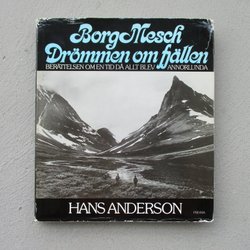 Borg Mesch
Drömmen om fjällen
BERÄTTELSEN OM EN TID DÅ ALLT BLEV ANNORLUNDA
HANS ANDERSON